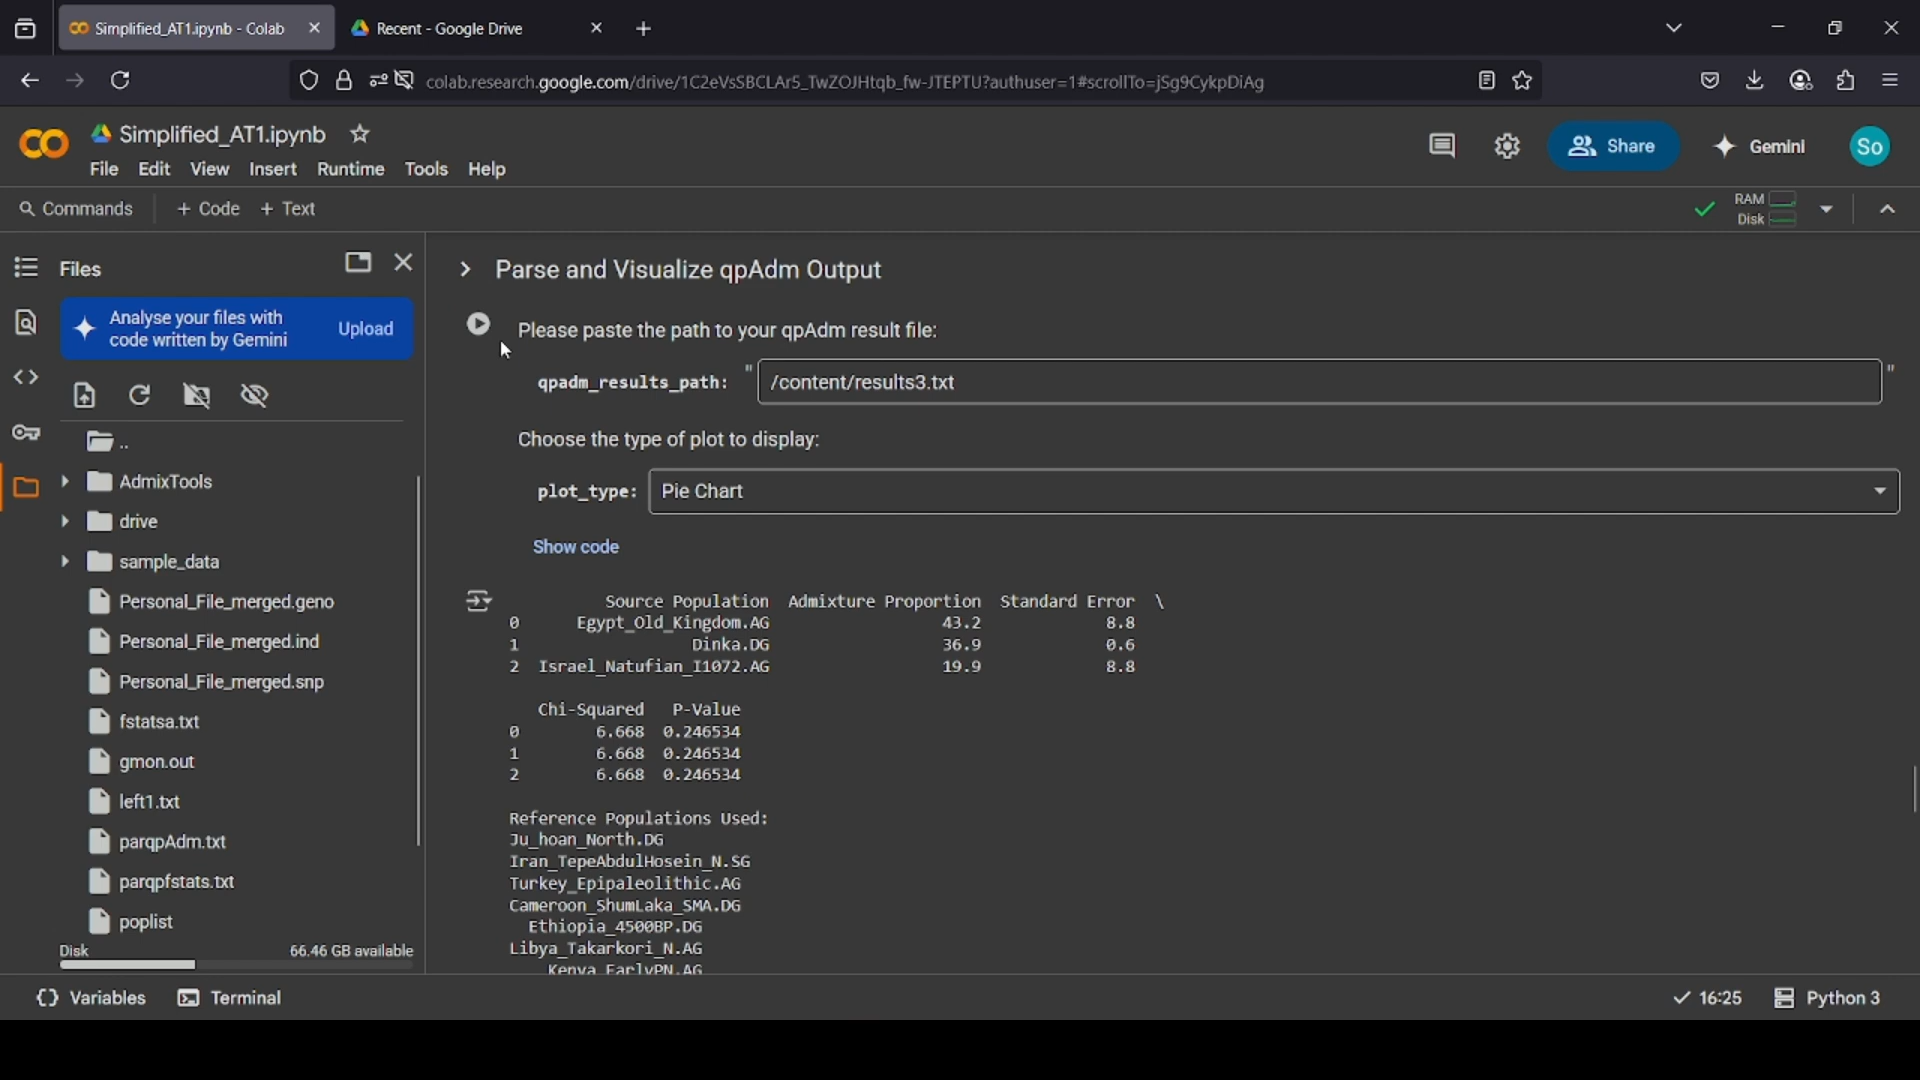 Simplified_AT1.ipynb - Colab
Recent - Google Drive
colab.research.google.com/drive/1C2eVsSBCLAr5_TwZOJHtqb_fw-JTEPTU?authuser=1#scrollTo=jSg9CykpDiAg
Simplified_AT1.ipynb
File Edit View Insert Runtime Tools Help
Share
Gemini
So
Commands + Code + Text
RAM
Disk
Files
Analyse your files with
code written by Gemini
Upload
..
AdmixTools
drive
sample_data
Personal_File_merged.geno
Personal_File_merged.ind
Personal_File_merged.snp
fstatsa.txt
gmon.out
left1.txt
parqpAdm.txt
parqpfstats.txt
poplist
Disk 66.46 GB available
Parse and Visualize qpAdm Output
Please paste the path to your qpAdm result file:
qpadm_results_path: " /content/results3.txt "
Choose the type of plot to display:
plot_type: Pie Chart
Show code
Source Population Admixture Proportion Standard Error \
0 Egypt_Old_Kingdom.AG 43.2 8.8
1 Dinka.DG 36.9 0.6
2 Israel_Natufian_I1072.AG 19.9 8.8
Chi-Squared P-Value
0 6.668 0.246534
1 6.668 0.246534
2 6.668 0.246534
Reference Populations Used:
Ju_hoan_North.DG
Iran_TepeAbdulHosein_N.SG
Turkey_Epipaleolithic.AG
Cameroon_ShumLaka_SMA.DG
Ethiopia_4500BP.DG
Libya_Takarkori_N.AG
Kenya_EarlyPN.AG
{} Variables Terminal
16:25 Python 3